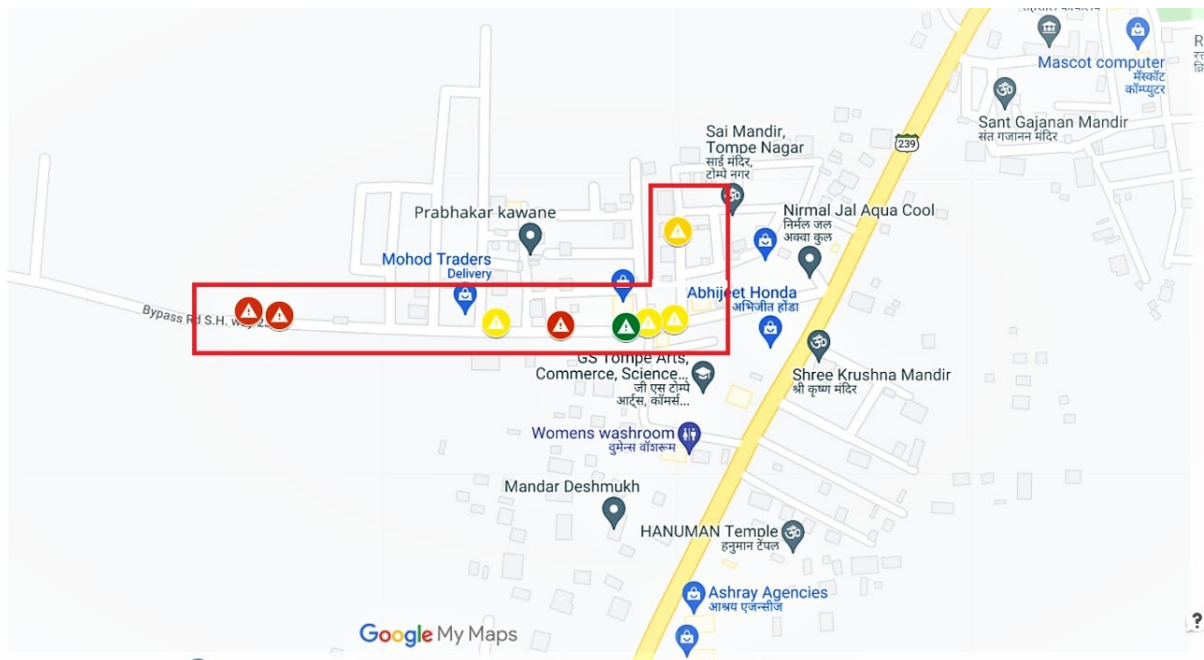 Mascot computer
मॅस्कॉट
कॉम्प्युटर
Sant Gajanan Mandir
संत गजानन मंदिर
239
Sai Mandir,
Tompe Nagar
साई मंदिर,
टोम्पे नगर
Prabhakar kawane
Nirmal Jal Aqua Cool
निर्मल जल
अक्वा कुल
Mohod Traders
Delivery
Abhijeet Honda
अभिजीत होंडा
Bypass Rd S.H. way
GS Tompe Arts,
Commerce, Science...
जी एस टोम्पे
आर्ट्स, कॉमर्स...
Shree Krushna Mandir
श्री कृष्ण मंदिर
Womens washroom
वुमेन्स वॉशरूम
Mandar Deshmukh
HANUMAN Temple
हनुमान टेंपल
Ashray Agencies
आश्रय एजन्सीज
Google My Maps
?